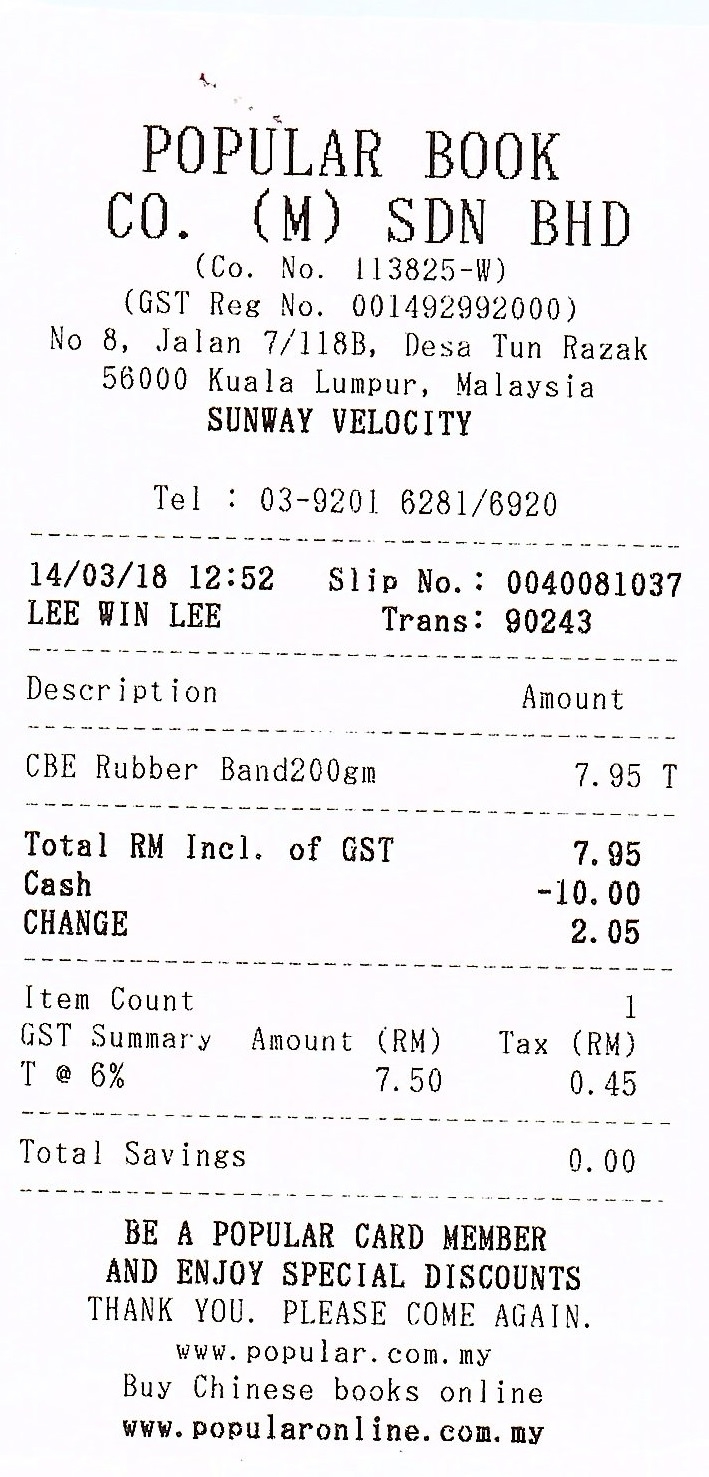 POPULAR BOOK
CO. (M) SDN BHD
(Co. No. 113825-W)
(GST Reg No. 001492992000)
No 8, Jalan 7/118B, Desa Tun Razak
56000 Kuala Lumpur, Malaysia
SUNWAY VELOCITY
Tel : 03-9201 6281/6920
14/03/18 12:52 Slip No.: 0040081037
LEE WIN LEE Trans: 90243
Description Amount
CBE Rubber Band200gm 7.95 T
Total RM Incl. of GST 7.95
Cash -10.00
CHANGE 2.05
Item Count 1
GST Summary Amount (RM) Tax (RM)
T @ 6% 7.50 0.45
Total Savings 0.00
BE A POPULAR CARD MEMBER
AND ENJOY SPECIAL DISCOUNTS
THANK YOU. PLEASE COME AGAIN.
www.popular.com.my
Buy Chinese books online
www.popularonline.com.my